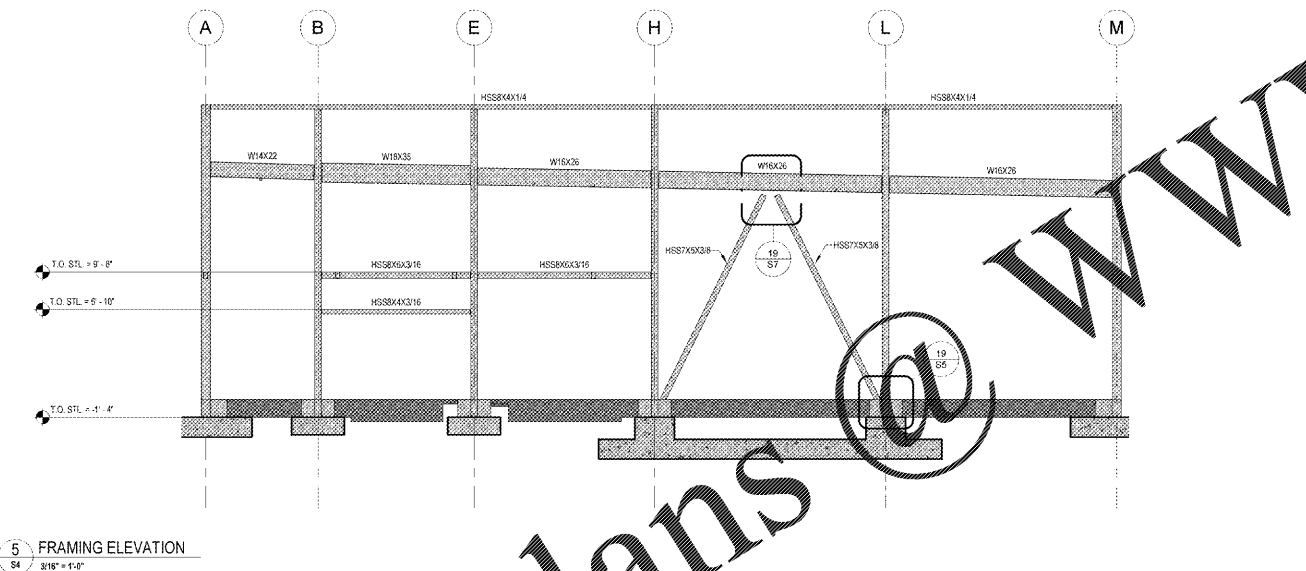 A B E H L M
HSS8X4X1/4 HSS8X4X1/4
W14X22 W18X35 W16X26 W16X26 W16X26
HSS7X5X3/8 19 HSS7X5X3/8
S7
T.O. STL. = 9' - 8" HSS8X6X3/16 HSS8X6X3/16
T.O. STL. = 6' - 10" HSS8X4X3/16
19
S5
T.O. STL. = -1' - 4"
5 FRAMING ELEVATION
S4 3/16" = 1'-0"
lans @ WW